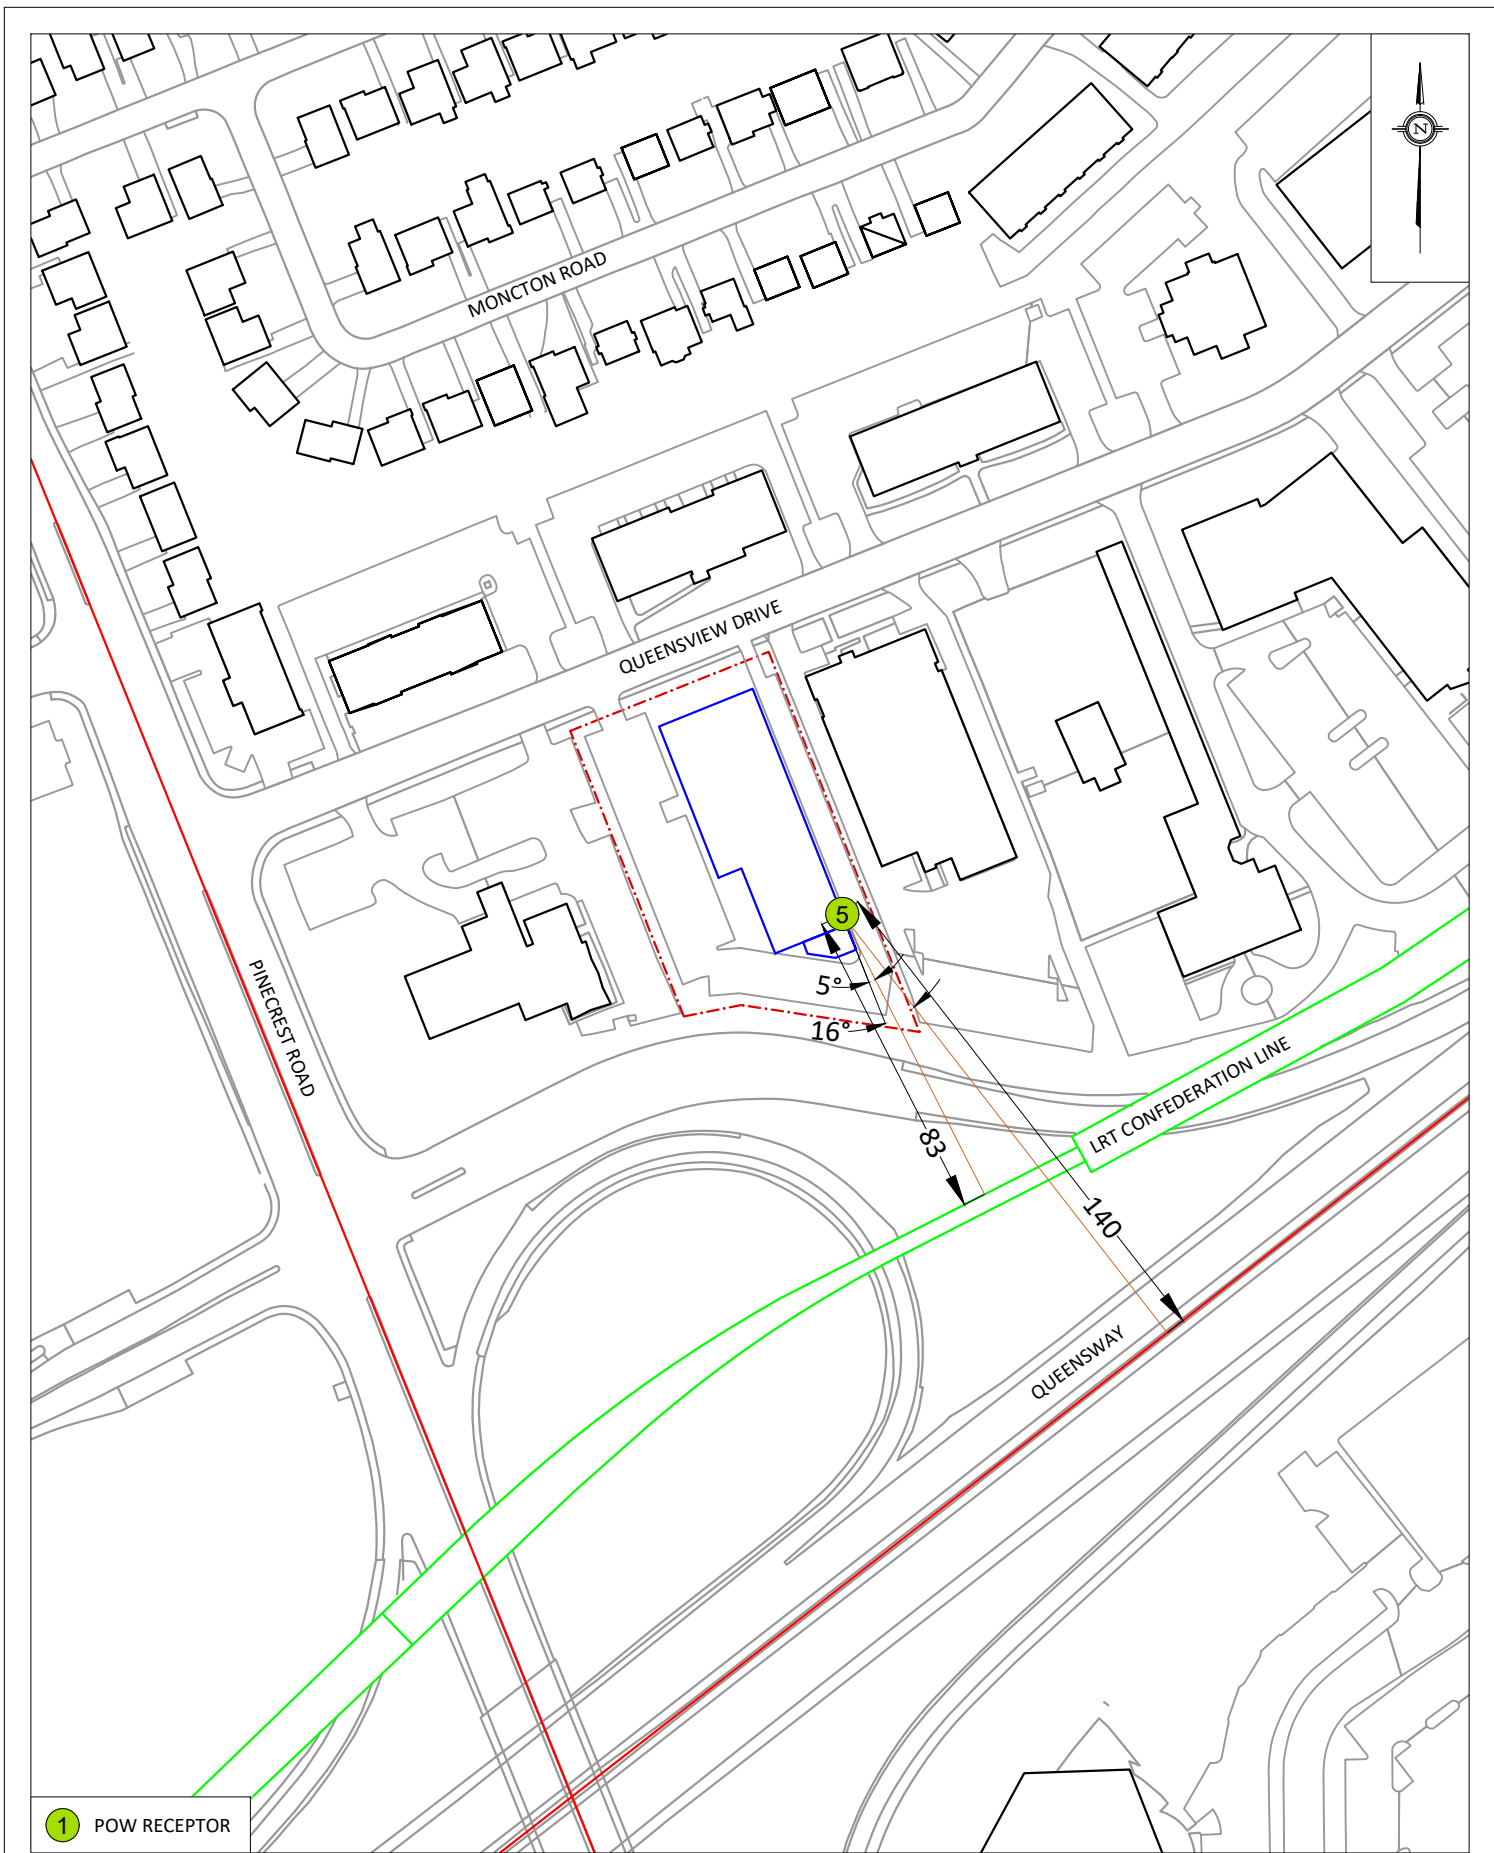 N
MONCTON ROAD
QUEENSVIEW DRIVE
5
5°
16°
PINECREST ROAD
LRT CONFEDERATION LINE
83
140
QUEENSWAY
1 POW RECEPTOR